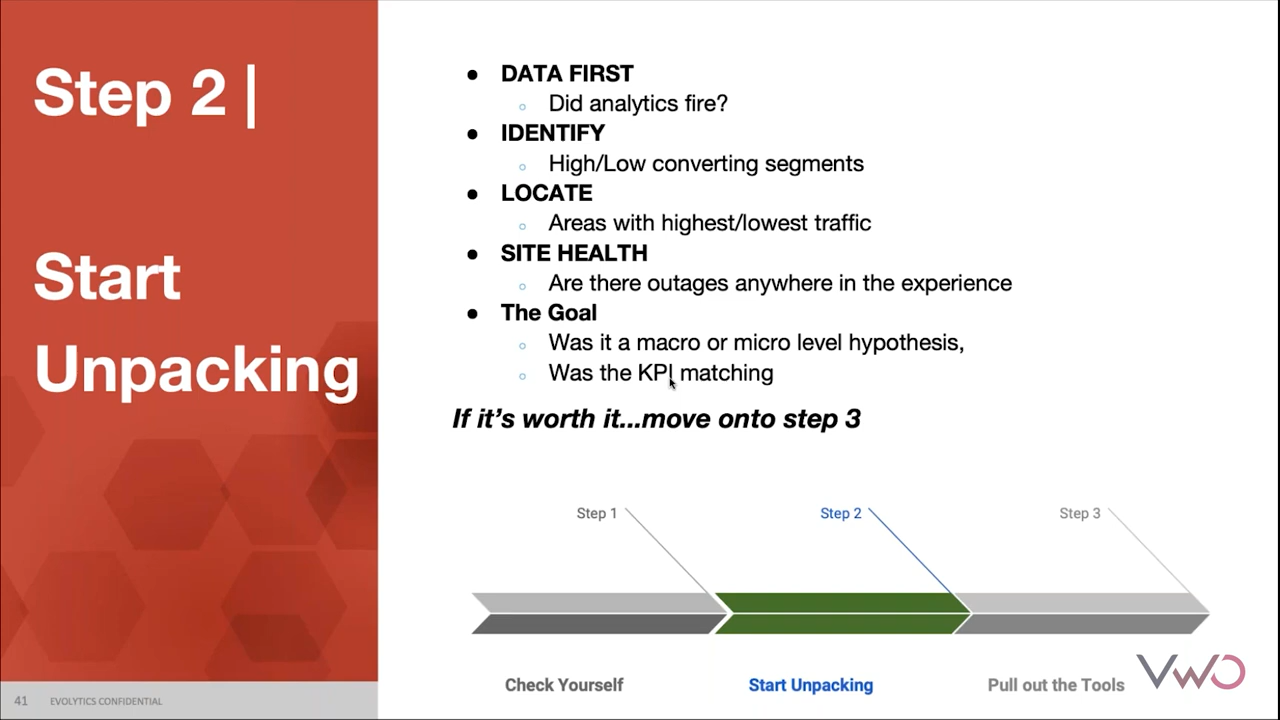 Step 2 |
Start
Unpacking
● DATA FIRST
○ Did analytics fire?
● IDENTIFY
○ High/Low converting segments
● LOCATE
○ Areas with highest/lowest traffic
● SITE HEALTH
○ Are there outages anywhere in the experience
● The Goal
○ Was it a macro or micro level hypothesis,
○ Was the KPI matching
If it's worth it...move onto step 3
Step 1
Step 2
Step 3
Check Yourself
Start Unpacking
Pull out the Tools
VWO
41 EVOLYTICS CONFIDENTIAL